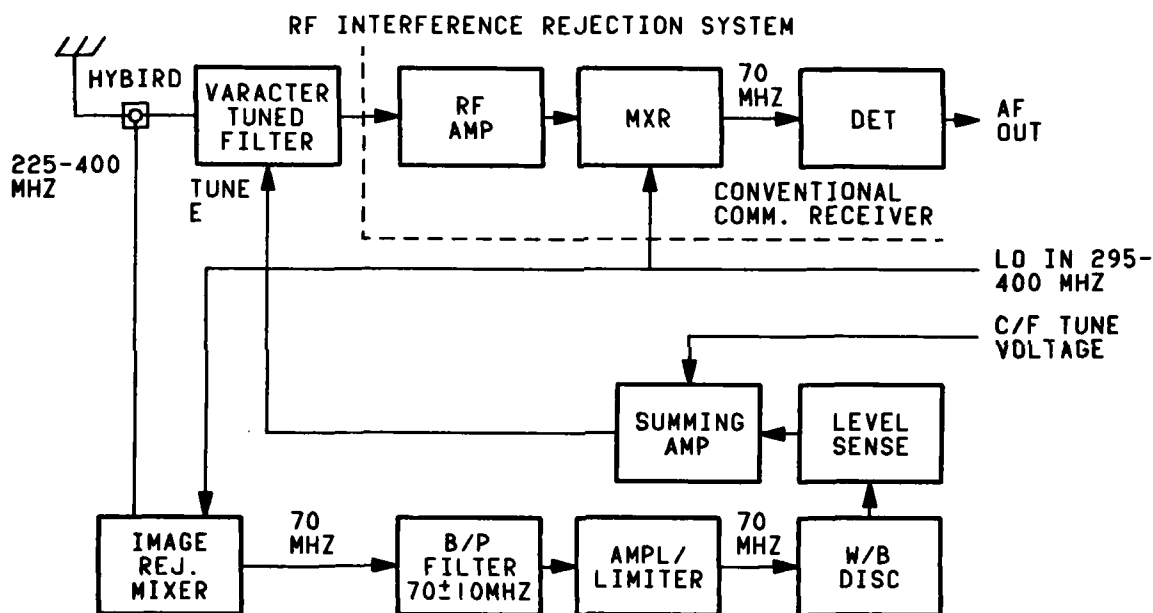 RF INTERFERENCE REJECTION SYSTEM
HYBIRD
VARACTER
TUNED
FILTER
RF
AMP
MXR
70
MHZ
DET
AF
OUT
225-400
MHZ
TUNE
E
CONVENTIONAL
COMM. RECEIVER
LO IN 295-
400 MHZ
C/F TUNE
VOLTAGE
SUMMING
AMP
LEVEL
SENSE
IMAGE
REJ.
MIXER
70
MHZ
B/P
FILTER
70±10MHZ
AMPL/
LIMITER
70
MHZ
W/B
DISC